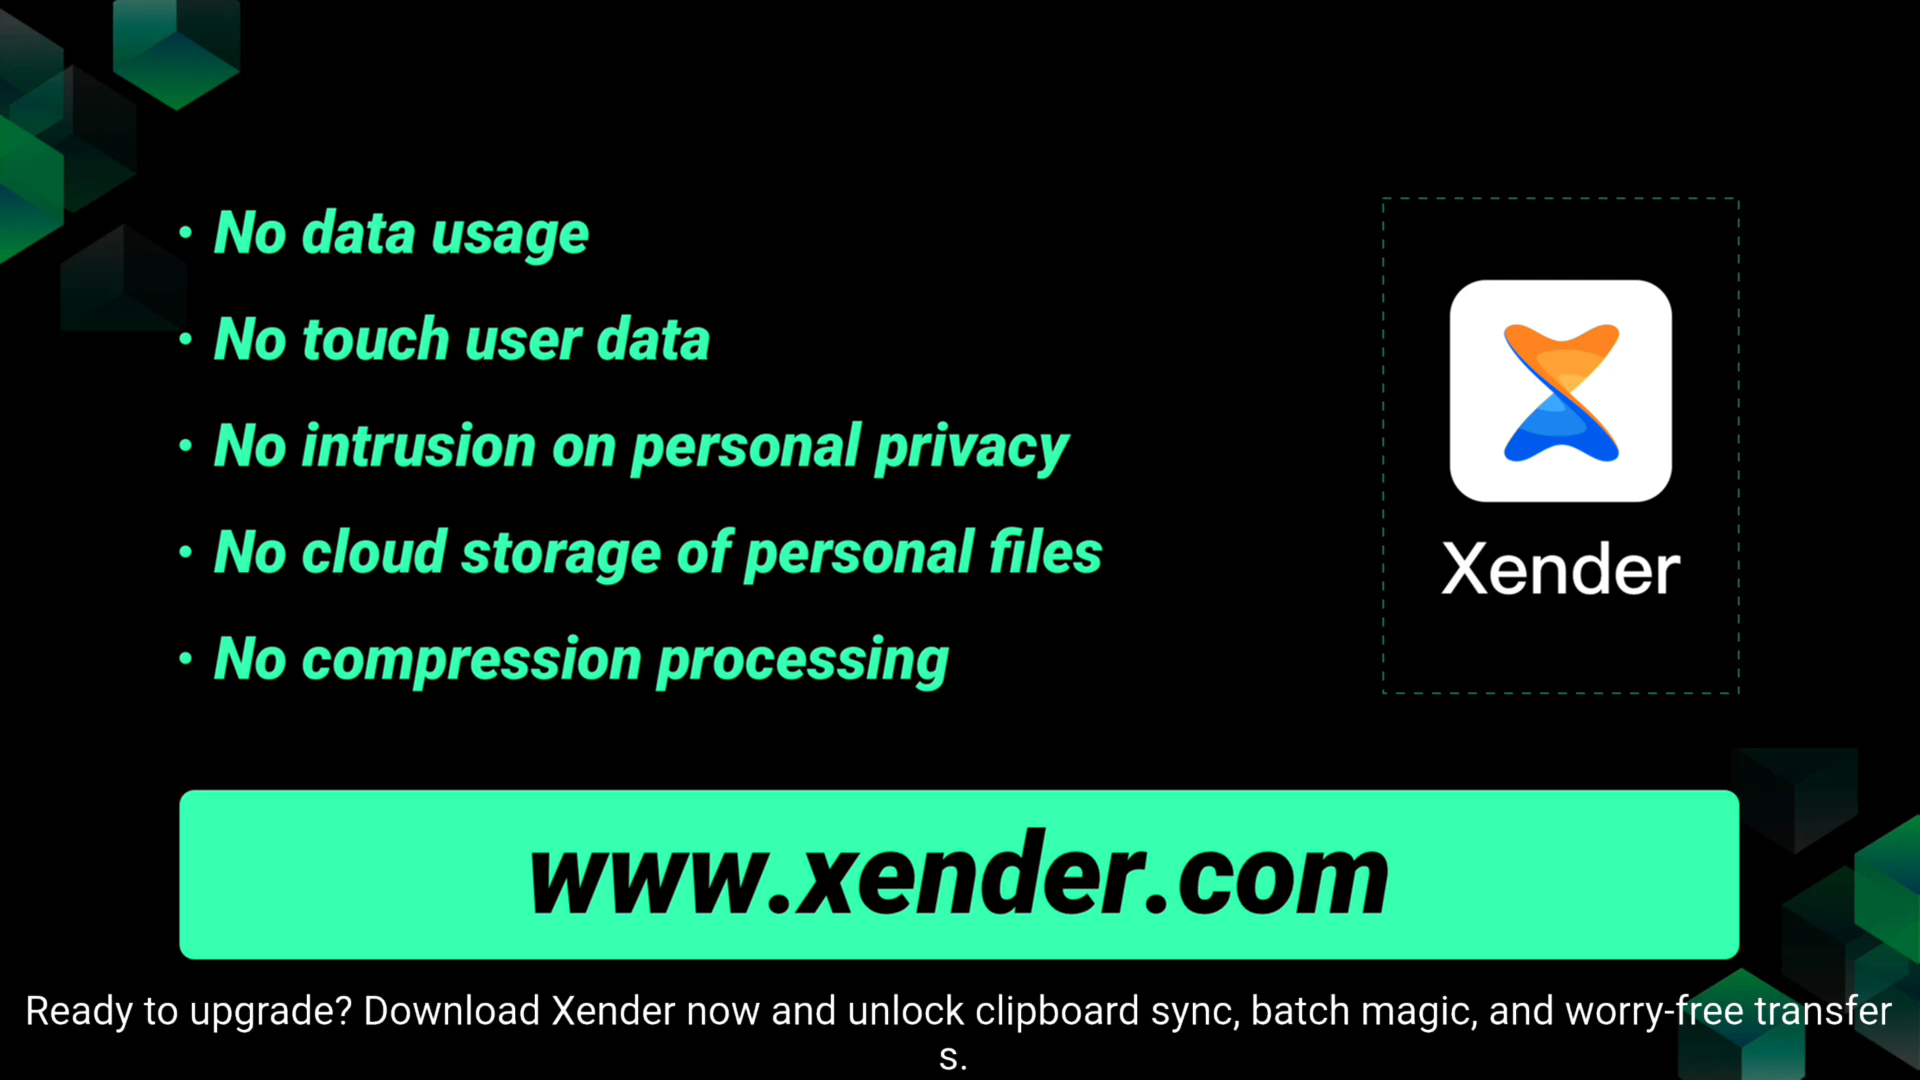 • No data usage
• No touch user data
• No intrusion on personal privacy
• No cloud storage of personal files
• No compression processing
Xender
www.xender.com
Ready to upgrade? Download Xender now and unlock clipboard sync, batch magic, and worry-free transfer
s.